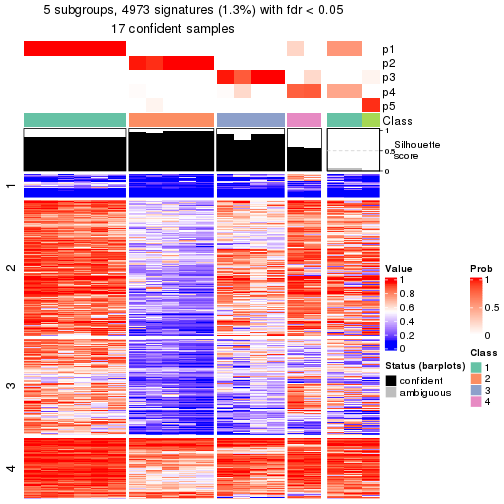 5 subgroups, 4973 signatures (1.3%) with fdr < 0.05
17 confident samples
p1
p2
p3
p4
p5
Class
1
0.5
0
Silhouette
score
1
2
3
4
Value
1
0.8
0.6
0.4
0.2
0
Prob
1
0.5
0
Status (barplots)
confident
ambiguous
Class
1
2
3
4